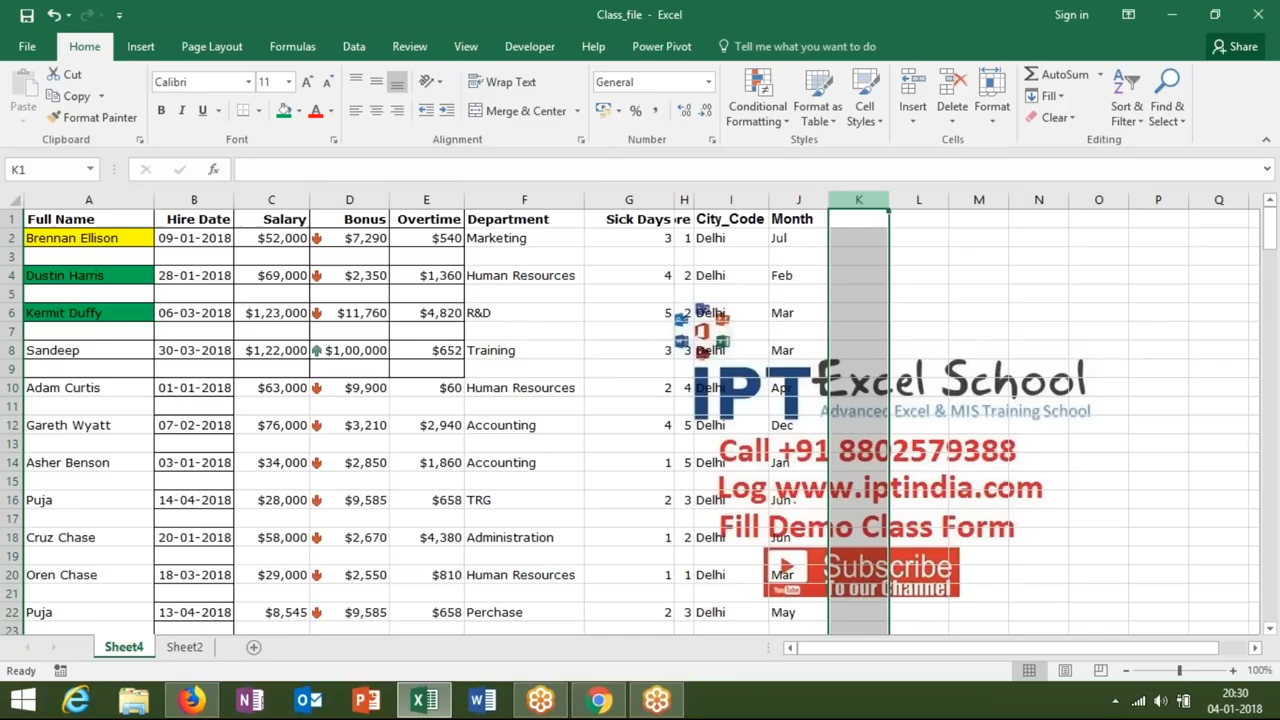 Class_file - Excel
Sign in
File Home Insert Page Layout Formulas Data Review View Developer Help Power Pivot Tell me what you want to do Share
Paste
Cut
Copy
Format Painter
Calibri 11
B I U
Wrap Text
Merge & Center
General
Conditional Formatting
Format as Table
Cell Styles
Insert
Delete
Format
AutoSum
Fill
Clear
Sort & Filter
Find & Select
Clipboard Font Alignment Number Styles Cells Editing
K1 fx
A B C D E F G H I J K L M N O P Q
1 Full Name Hire Date Salary Bonus Overtime Department Sick Days re City_Code Month
2 Brennan Ellison 09-01-2018 $52,000 $7,290 $540 Marketing 3 1 Delhi Jul
3
4 Dustin Harris 28-01-2018 $69,000 $2,350 $1,360 Human Resources 4 2 Delhi Feb
5
6 Kermit Duffy 06-03-2018 $1,23,000 $11,760 $4,820 R&D 5 2 Delhi Mar
7
8 Sandeep 30-03-2018 $1,22,000 $1,00,000 $652 Training 3 3 Delhi Mar
9
10 Adam Curtis 01-01-2018 $63,000 $9,900 $60 Human Resources 2 4 Delhi Apr
11
12 Gareth Wyatt 07-02-2018 $76,000 $3,210 $2,940 Accounting 4 5 Delhi Dec
13
14 Asher Benson 03-01-2018 $34,000 $2,850 $1,860 Accounting 1 5 Delhi Jan
15
16 Puja 14-04-2018 $28,000 $9,585 $658 TRG 2 3 Delhi Jun
17
18 Cruz Chase 20-01-2018 $58,000 $2,670 $4,380 Administration 1 2 Delhi Jun
19
20 Oren Chase 18-03-2018 $29,000 $2,550 $810 Human Resources 1 1 Delhi Mar
21
22 Puja 13-04-2018 $8,545 $9,585 $658 Perchase 2 3 Delhi May
23
IPT Excel School
Advanced Excel & MIS Training School
Call +91 8802579388
Log www.iptindia.com
Fill Demo Class Form
Subscribe
YouTube To our Channel
Sheet4 Sheet2
Ready 100%
20:30
04-01-2018